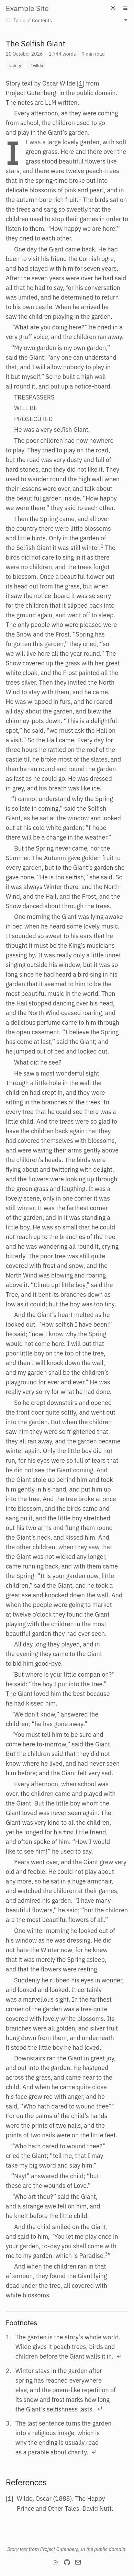 Example Site
Table of Contents
The Selfish Giant
20 October 2026 | 1,744 words | 9 min read
#story #wilde
Story text by Oscar Wilde [1] from
Project Gutenberg, in the public domain.
The notes are LLM written.
Every afternoon, as they were coming
from school, the children used to go
and play in the Giant's garden.
It was a large lovely garden, with soft
green grass. Here and there over the
grass stood beautiful flowers like
stars, and there were twelve peach-trees
that in the spring-time broke out into
delicate blossoms of pink and pearl, and in
the autumn bore rich fruit.¹ The birds sat on
the trees and sang so sweetly that the
children used to stop their games in order to
listen to them. “How happy we are here!”
they cried to each other.
One day the Giant came back. He had
been to visit his friend the Cornish ogre,
and had stayed with him for seven years.
After the seven years were over he had said
all that he had to say, for his conversation
was limited, and he determined to return
to his own castle. When he arrived he
saw the children playing in the garden.
“What are you doing here?” he cried in a
very gruff voice, and the children ran away.
“My own garden is my own garden,”
said the Giant; “any one can understand
that, and I will allow nobody to play in
it but myself.” So he built a high wall
all round it, and put up a notice-board.
TRESPASSERS
WILL BE
PROSECUTED
He was a very selfish Giant.
The poor children had now nowhere
to play. They tried to play on the road,
but the road was very dusty and full of
hard stones, and they did not like it. They
used to wander round the high wall when
their lessons were over, and talk about
the beautiful garden inside. “How happy
we were there,” they said to each other.
Then the Spring came, and all over
the country there were little blossoms
and little birds. Only in the garden of
the Selfish Giant it was still winter.² The
birds did not care to sing in it as there
were no children, and the trees forgot
to blossom. Once a beautiful flower put
its head out from the grass, but when
it saw the notice-board it was so sorry
for the children that it slipped back into
the ground again, and went off to sleep.
The only people who were pleased were
the Snow and the Frost. “Spring has
forgotten this garden,” they cried, “so
we will live here all the year round.” The
Snow covered up the grass with her great
white cloak, and the Frost painted all the
trees silver. Then they invited the North
Wind to stay with them, and he came.
He was wrapped in furs, and he roared
all day about the garden, and blew the
chimney-pots down. “This is a delightful
spot,” he said, “we must ask the Hail on
a visit.” So the Hail came. Every day for
three hours he rattled on the roof of the
castle till he broke most of the slates, and
then he ran round and round the garden
as fast as he could go. He was dressed
in grey, and his breath was like ice.
“I cannot understand why the Spring
is so late in coming,” said the Selfish
Giant, as he sat at the window and looked
out at his cold white garden; “I hope
there will be a change in the weather.”
But the Spring never came, nor the
Summer. The Autumn gave golden fruit to
every garden, but to the Giant's garden she
gave none. “He is too selfish,” she said. So
it was always Winter there, and the North
Wind, and the Hail, and the Frost, and the
Snow danced about through the trees.
One morning the Giant was lying awake
in bed when he heard some lovely music.
It sounded so sweet to his ears that he
thought it must be the King's musicians
passing by. It was really only a little linnet
singing outside his window, but it was so
long since he had heard a bird sing in his
garden that it seemed to him to be the
most beautiful music in the world. Then
the Hail stopped dancing over his head,
and the North Wind ceased roaring, and
a delicious perfume came to him through
the open casement. “I believe the Spring
has come at last,” said the Giant; and
he jumped out of bed and looked out.
What did he see?
He saw a most wonderful sight.
Through a little hole in the wall the
children had crept in, and they were
sitting in the branches of the trees. In
every tree that he could see there was a
little child. And the trees were so glad to
have the children back again that they
had covered themselves with blossoms,
and were waving their arms gently above
the children's heads. The birds were
flying about and twittering with delight,
and the flowers were looking up through
the green grass and laughing. It was a
lovely scene, only in one corner it was
still winter. It was the farthest corner
of the garden, and in it was standing a
little boy. He was so small that he could
not reach up to the branches of the tree,
and he was wandering all round it, crying
bitterly. The poor tree was still quite
covered with frost and snow, and the
North Wind was blowing and roaring
above it. “Climb up! little boy,” said the
Tree, and it bent its branches down as
low as it could; but the boy was too tiny.
And the Giant's heart melted as he
looked out. “How selfish I have been!”
he said; “now I know why the Spring
would not come here. I will put that
poor little boy on the top of the tree,
and then I will knock down the wall,
and my garden shall be the children's
playground for ever and ever.” He was
really very sorry for what he had done.
So he crept downstairs and opened
the front door quite softly, and went out
into the garden. But when the children
saw him they were so frightened that
they all ran away, and the garden became
winter again. Only the little boy did not
run, for his eyes were so full of tears that
he did not see the Giant coming. And
the Giant stole up behind him and took
him gently in his hand, and put him up
into the tree. And the tree broke at once
into blossom, and the birds came and
sang on it, and the little boy stretched
out his two arms and flung them round
the Giant's neck, and kissed him. And
the other children, when they saw that
the Giant was not wicked any longer,
came running back, and with them came
the Spring. “It is your garden now, little
children,” said the Giant, and he took a
great axe and knocked down the wall. And
when the people were going to market
at twelve o'clock they found the Giant
playing with the children in the most
beautiful garden they had ever seen.
All day long they played, and in
the evening they came to the Giant
to bid him good-bye.
“But where is your little companion?”
he said: “the boy I put into the tree.”
The Giant loved him the best because
he had kissed him.
“We don't know,” answered the
children; “he has gone away.”
“You must tell him to be sure and
come here to-morrow,” said the Giant.
But the children said that they did not
know where he lived, and had never seen
him before; and the Giant felt very sad.
Every afternoon, when school was
over, the children came and played with
the Giant. But the little boy whom the
Giant loved was never seen again. The
Giant was very kind to all the children,
yet he longed for his first little friend,
and often spoke of him. “How I would
like to see him!” he used to say.
Years went over, and the Giant grew very
old and feeble. He could not play about
any more, so he sat in a huge armchair,
and watched the children at their games,
and admired his garden. “I have many
beautiful flowers,” he said; “but the children
are the most beautiful flowers of all.”
One winter morning he looked out of
his window as he was dressing. He did
not hate the Winter now, for he knew
that it was merely the Spring asleep,
and that the flowers were resting.
Suddenly he rubbed his eyes in wonder,
and looked and looked. It certainly
was a marvellous sight. In the farthest
corner of the garden was a tree quite
covered with lovely white blossoms. Its
branches were all golden, and silver fruit
hung down from them, and underneath
it stood the little boy he had loved.
Downstairs ran the Giant in great joy,
and out into the garden. He hastened
across the grass, and came near to the
child. And when he came quite close
his face grew red with anger, and he
said, “Who hath dared to wound thee?”
For on the palms of the child's hands
were the prints of two nails, and the
prints of two nails were on the little feet.
“Who hath dared to wound thee?”
cried the Giant; “tell me, that I may
take my big sword and slay him.”
“Nay!” answered the child; “but
these are the wounds of Love.”
“Who art thou?” said the Giant,
and a strange awe fell on him, and
he knelt before the little child.
And the child smiled on the Giant,
and said to him, “You let me play once in
your garden, to-day you shall come with
me to my garden, which is Paradise.”³
And when the children ran in that
afternoon, they found the Giant lying
dead under the tree, all covered with
white blossoms.
Footnotes
1. The garden is the story's whole world.
Wilde gives it peach trees, birds and
children before the Giant walls it in. ↩
2. Winter stays in the garden after
spring has reached everywhere
else, and the poem-like repetition of
its snow and frost marks how long
the Giant's selfishness lasts. ↩
3. The last sentence turns the garden
into a religious image, which is
why the ending is usually read
as a parable about charity. ↩
References
[1] Wilde, Oscar (1888). The Happy
Prince and Other Tales. David Nutt.
Story text from Project Gutenberg, in the public domain.